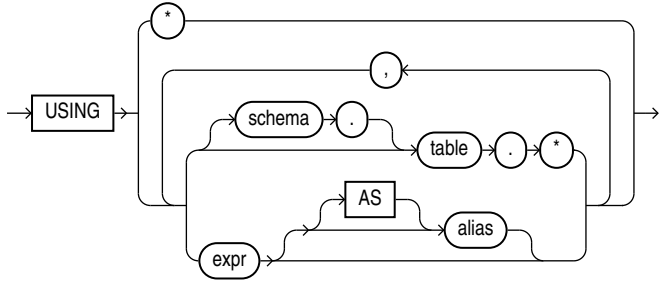 *
,
USING
schema .
table . *
AS
alias
expr